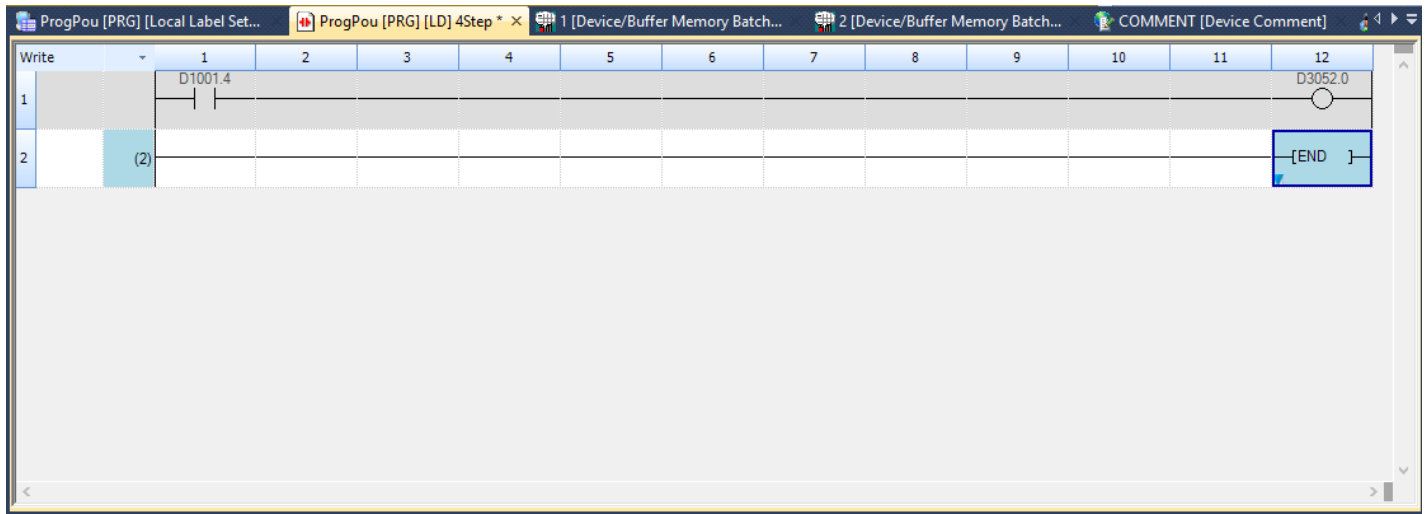 ProgPou [PRG] [Local Label Set... ProgPou [PRG] [LD] 4Step * 1 [Device/Buffer Memory Batch... 2 [Device/Buffer Memory Batch... COMMENT [Device Comment]
Write 1 2 3 4 5 6 7 8 9 10 11 12
D1001.4 D3052.0
1
2 (2) [END ]